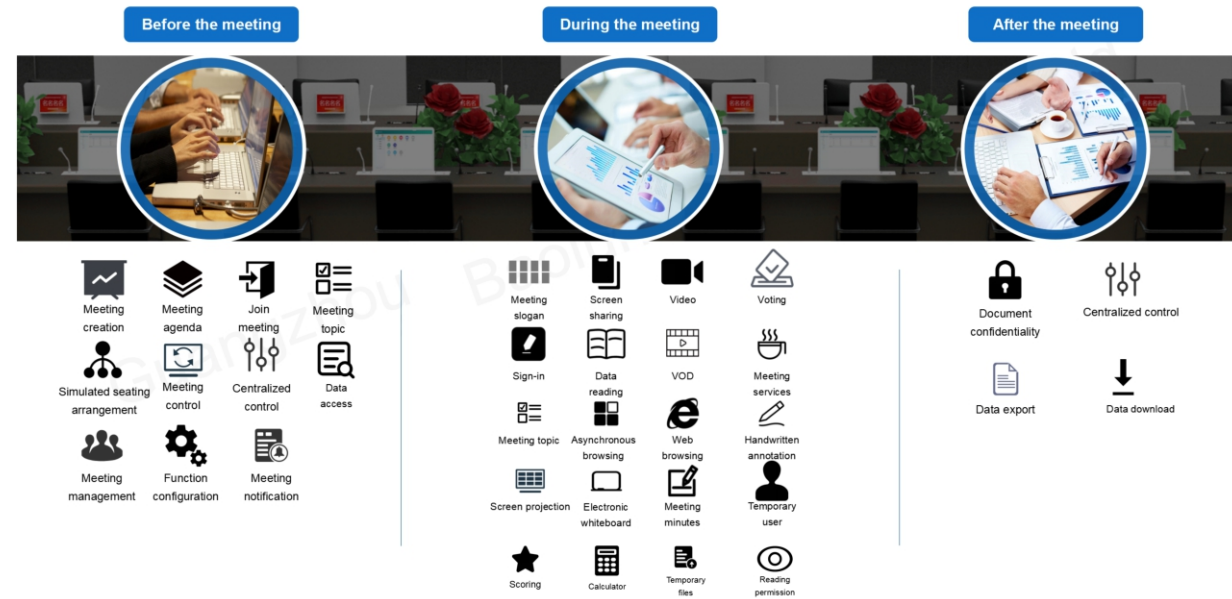 Before the meeting
During the meeting
After the meeting
Meeting
creation
Meeting
agenda
Join
meeting
Meeting
topic
Simulated seating
arrangement
Meeting
control
Centralized
control
Data
access
Meeting
management
Function
configuration
Meeting
notification
Meeting
slogan
Screen
sharing
Video
Voting
Sign-in
Data
reading
VOD
Meeting
services
Meeting topic
Asynchronous
browsing
Web
browsing
Handwritten
annotation
Screen projection
Electronic
whiteboard
Meeting
minutes
Temporary
user
Scoring
Calculator
Temporary
files
Reading
permission
Document
confidentiality
Centralized control
Data export
Data download
Guangzhou